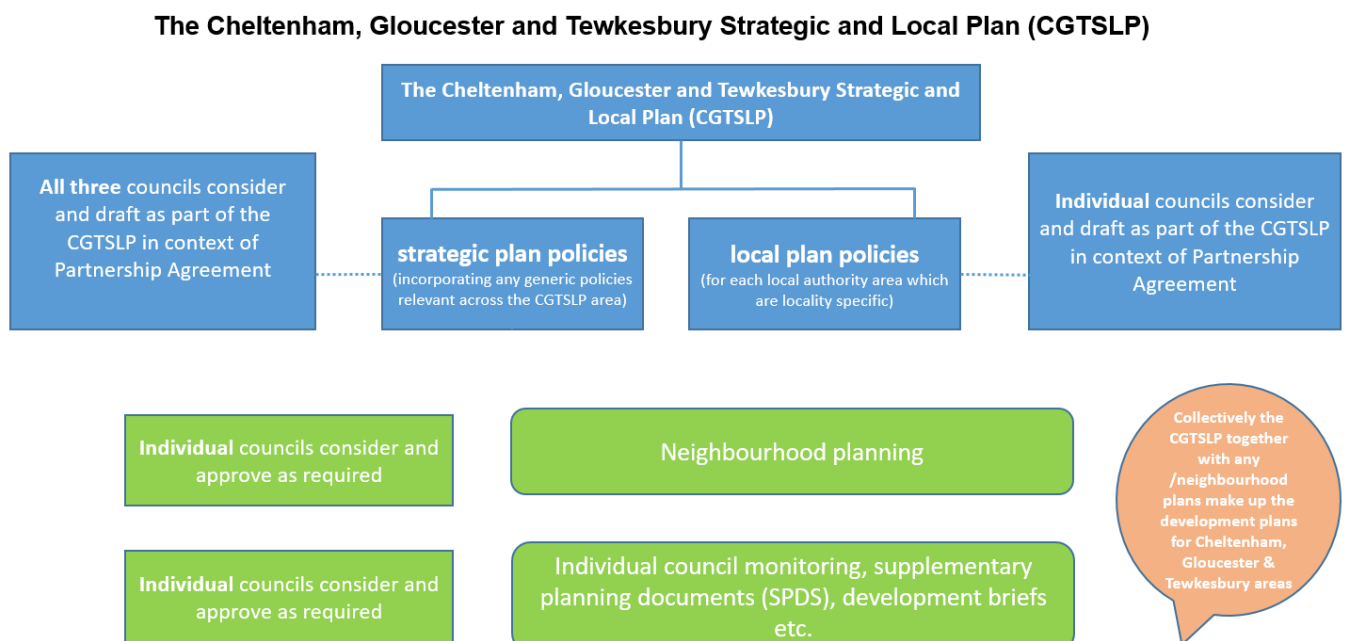 The Cheltenham, Gloucester and Tewkesbury Strategic and Local Plan (CGTSLP)
The Cheltenham, Gloucester and Tewkesbury Strategic and
Local Plan (CGTSLP)
All three councils consider
and draft as part of the
CGTSLP in context of
Partnership Agreement
strategic plan policies
(incorporating any generic policies
relevant across the CGTSLP area)
local plan policies
(for each local authority area which
are locality specific)
Individual councils consider
and draft as part of the CGTSLP
in context of Partnership
Agreement
Individual councils consider and
approve as required
Neighbourhood planning
Collectively the
CGTSLP together
with any
/neighbourhood
plans make up the
development plans
for Cheltenham,
Gloucester &
Tewkesbury areas
Individual councils consider and
approve as required
Individual council monitoring, supplementary
planning documents (SPDS), development briefs
etc.